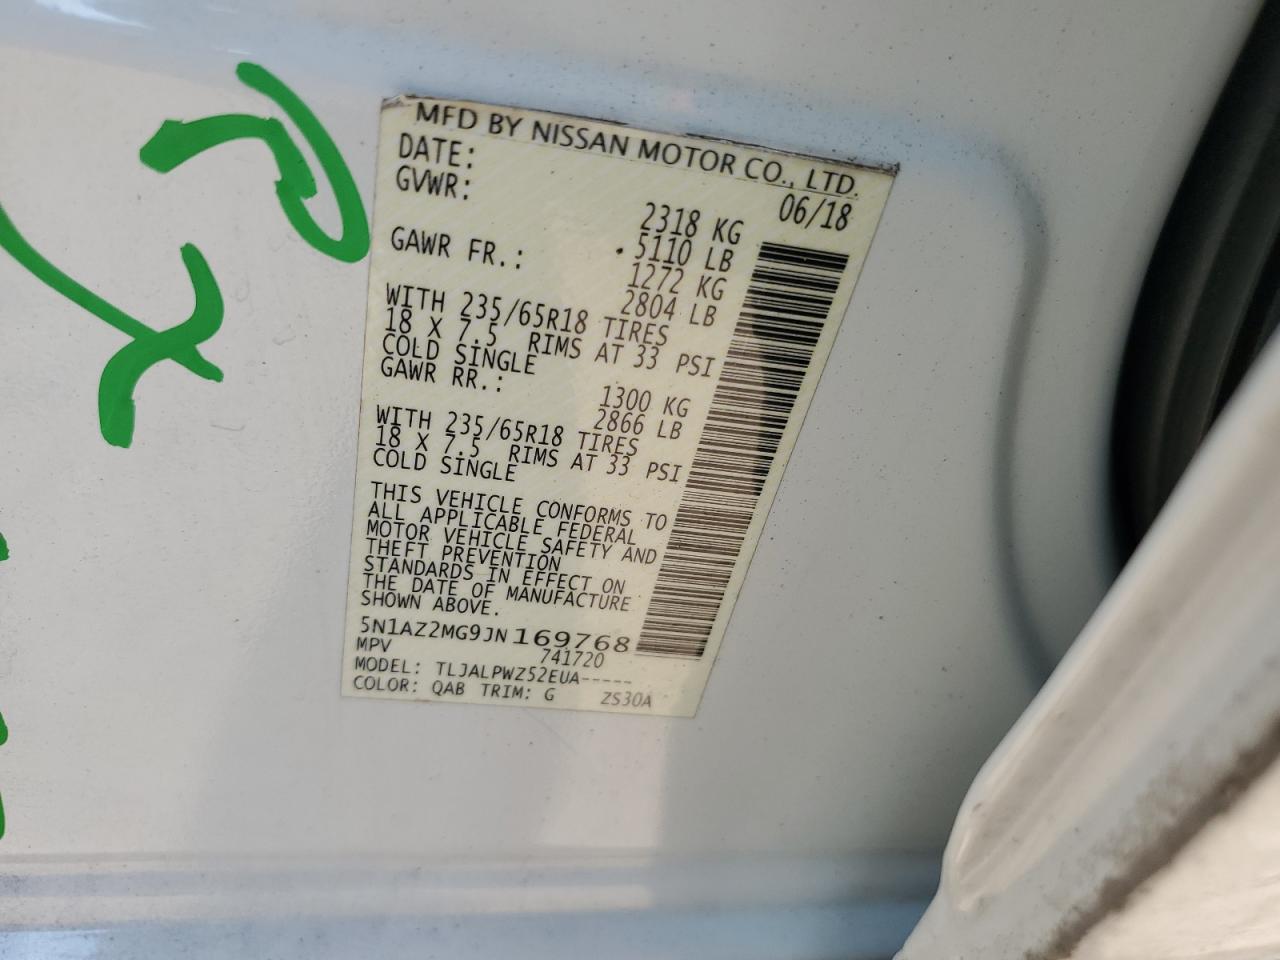 MFD BY NISSAN MOTOR CO., LTD.
DATE: 06/18
GVWR: 2318 KG
5110 LB
GAWR FR.: 1272 KG
2804 LB
WITH 235/65R18 TIRES
18 X 7.5 RIMS AT 33 PSI
COLD SINGLE
GAWR RR.: 1300 KG
2866 LB
WITH 235/65R18 TIRES
18 X 7.5 RIMS AT 33 PSI
COLD SINGLE
THIS VEHICLE CONFORMS TO
ALL APPLICABLE FEDERAL
MOTOR VEHICLE SAFETY AND
THEFT PREVENTION
STANDARDS IN EFFECT ON
THE DATE OF MANUFACTURE
SHOWN ABOVE.
5N1AZ2MG9JN169768
MPV 741720
MODEL: TLJALPWZ52EUA-----
COLOR: QAB TRIM: G ZS30A